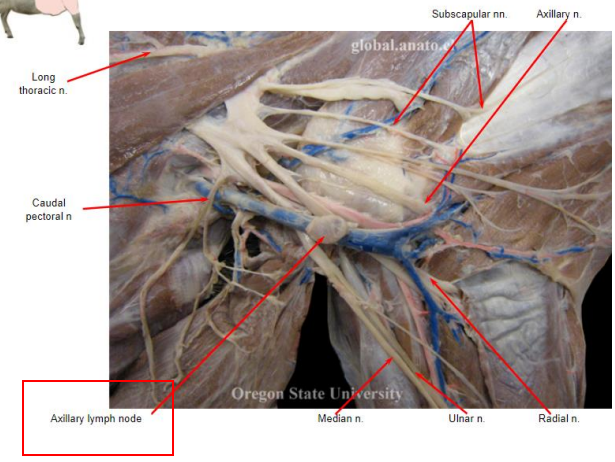 Subscapular nn. Axillary n.
global.anato.c
Long
thoracic n.
Caudal
pectoral n
Oregon State University
Axillary lymph node Median n. Ulnar n. Radial n.